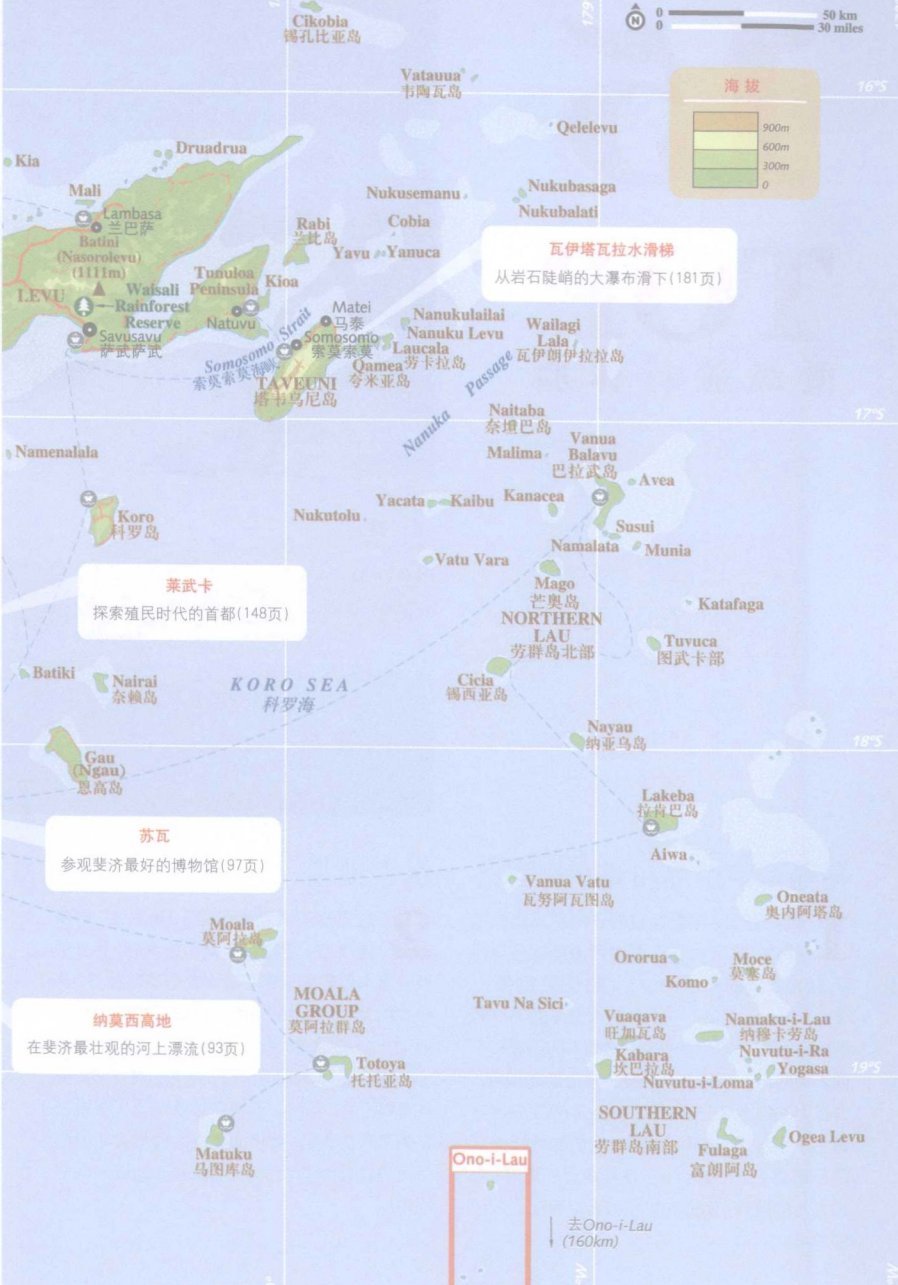 Cikobia
锡孔比亚岛
179
N
0
0
50 km
30 miles
Vatauua
韦陶瓦岛
海拔
900m
600m
300m
0
16°S
Qelelevu
Kia
Druadrua
Mali
Lambasa
兰巴萨
Batini
(Nasorolevu)
(1111m)
LEVU
Waisali
Rainforest
Reserve
Savusavu
萨武萨武
Tunuloa
Peninsula
Kioa
Natuvu
Rabi
兰比岛
Nukusemanu
Cobia
Yavu
Yanuca
Nukubasaga
Nukubalati
瓦伊塔瓦拉水滑梯
从岩石陡峭的大瀑布滑下(181页)
Matei
马泰
Somosomo
索莫索莫
Somosomo Strait
索莫索莫海峡
TAVEUNI
塔韦乌尼岛
Nanukulailai
Nanuku Levu
Laucala
劳卡拉岛
Qamea
夸米亚岛
Wailagi
Lala
瓦伊朗伊拉拉岛
Nanuka Passage
17°S
Naitaba
奈坦巴岛
Malima
Vanua
Balavu
巴拉武岛
Avea
Namenalala
Koro
科罗岛
Nukutolu
Yacata
Kaibu
Kanacea
Susui
Namalata
Munia
Vatu Vara
Mago
芒奥岛
莱武卡
探索殖民时代的首都(148页)
NORTHERN
LAU
劳群岛北部
Katafaga
Tuvuca
图武卡部
Batiki
Nairai
奈赖岛
KORO SEA
科罗海
Cicia
锡西亚岛
Nayau
纳亚乌岛
18°S
Gau
(Ngau)
恩高岛
Lakeba
拉肯巴岛
苏瓦
参观斐济最好的博物馆(97页)
Aiwa
Vanua Vatu
瓦努阿瓦图岛
Oneata
奥内阿塔岛
Moala
莫阿拉岛
Ororua
Komo
Moce
莫塞岛
MOALA
GROUP
莫阿拉群岛
Tavu Na Sici
纳莫西高地
在斐济最壮观的河上漂流(93页)
Vuaqava
旺加瓦岛
Namaku-i-Lau
纳穆卡劳岛
Totoya
托托亚岛
Kabara
坎巴拉岛
Nuvutu-i-Ra
Yogasa
Nuvutu-i-Loma
19°S
Matuku
马图库岛
SOUTHERN
LAU
劳群岛南部
Fulaga
富朗阿岛
Ogea Levu
Ono-i-Lau
去Ono-i-Lau
(160km)